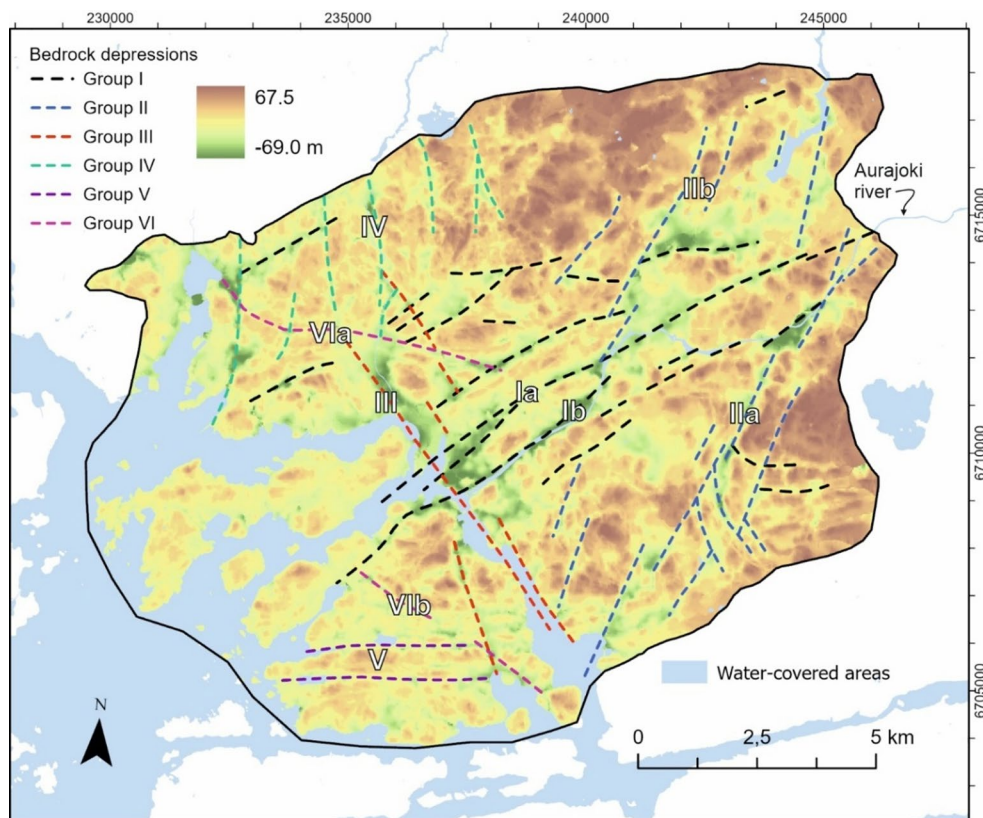 230000 235000 240000 245000
Bedrock depressions
Group I
Group II
Group III
Group IV
Group V
Group VI
67.5
-69.0 m
Aurajoki
river
6715000
6710000
6705000
IIb
IV
VIa
III
Ia
Ib
IIa
VIb
V
Water-covered areas
N
0 2,5 5 km